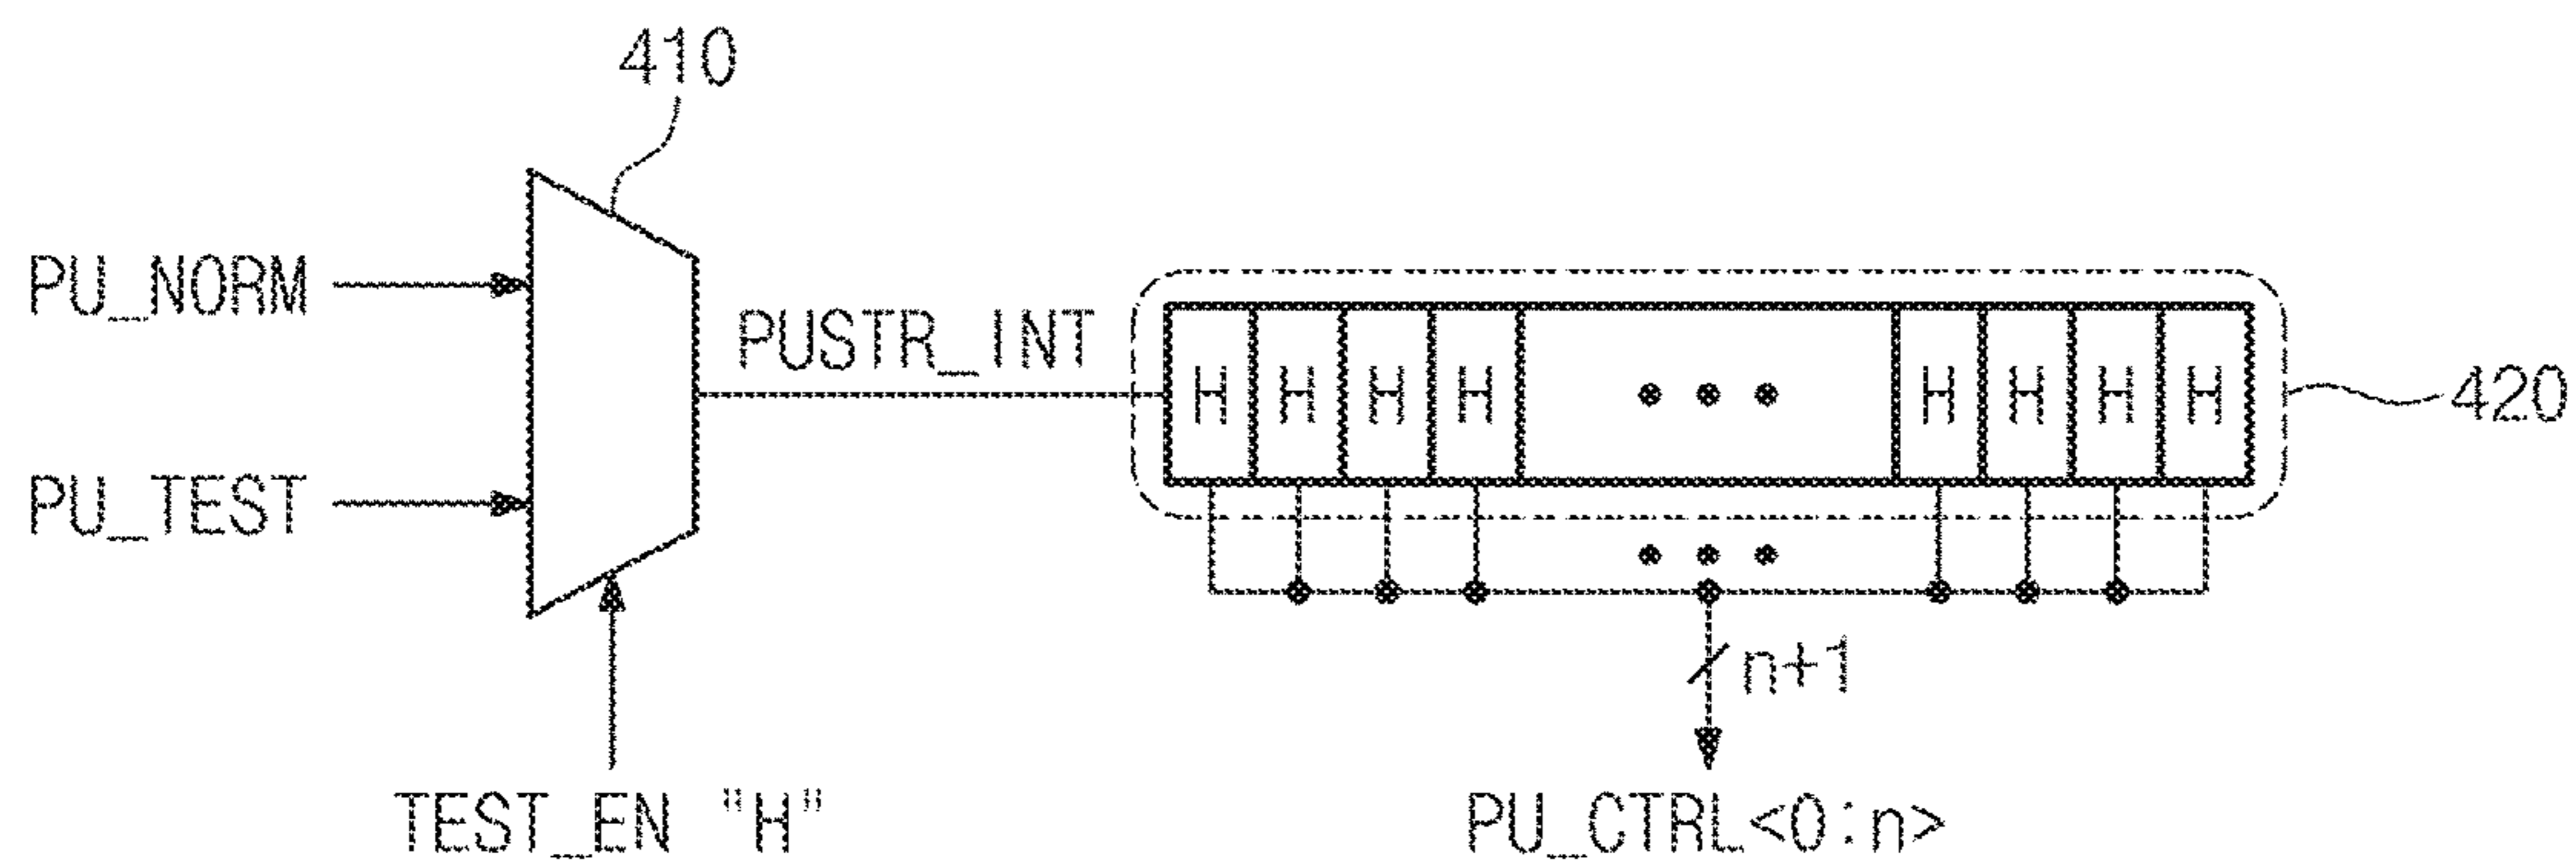 410
PU_NORM
PUSTR_INT
H H H H H H H H
420
PU_TEST
n+1
TEST_EN "H"
PU_CTRL<0:n>